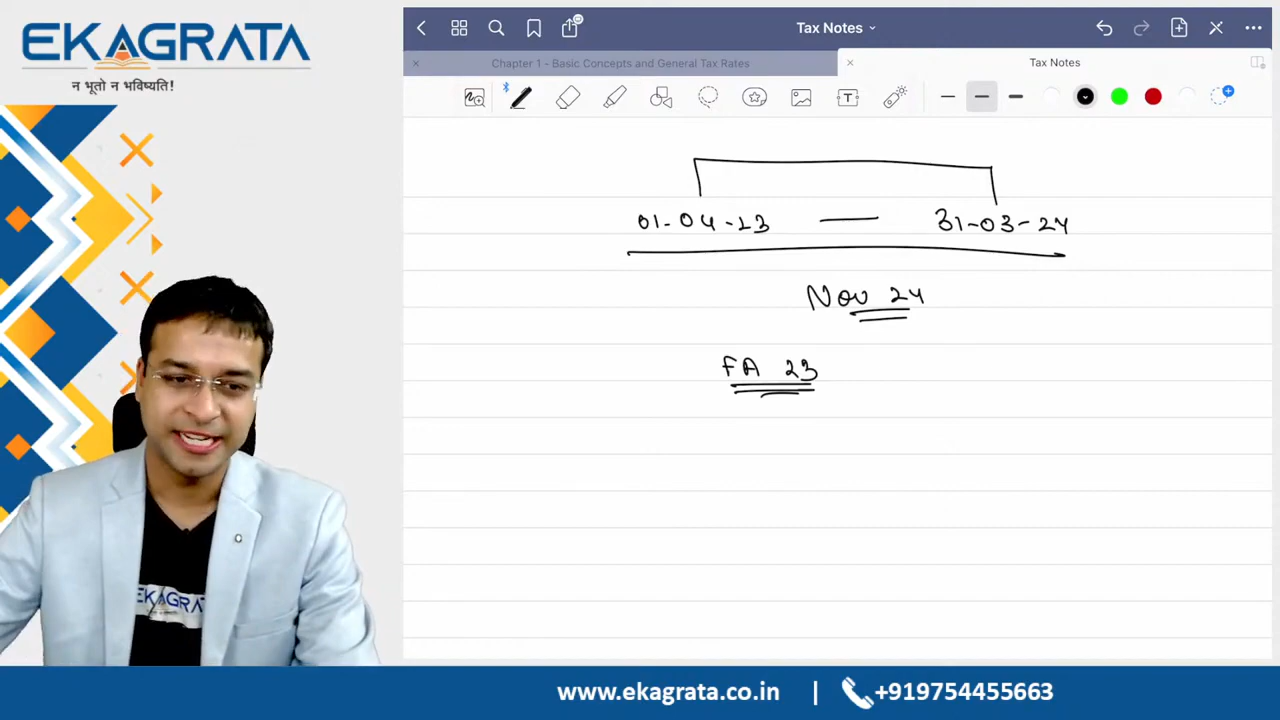 EKAGRATA
न भूतो न भविष्यति!
Tax Notes
Chapter 1 - Basic Concepts and General Tax Rates
Tax Notes
01-04-23 — 31-03-24
Nov 24
FA 23
EKAGRATA
www.ekagrata.co.in | +919754455663